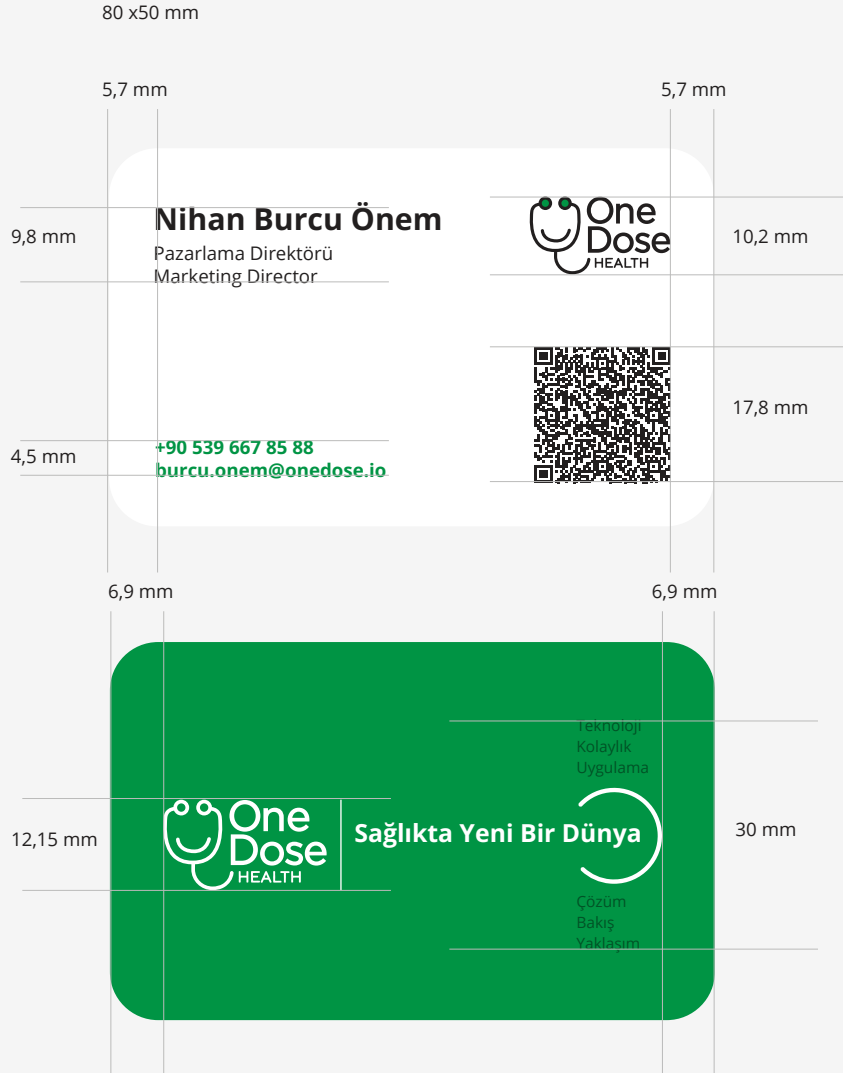 80 x50 mm
5,7 mm
5,7 mm
Nihan Burcu Önem
Pazarlama Direktörü
Marketing Director
9,8 mm
One
Dose
HEALTH
10,2 mm
17,8 mm
+90 539 667 85 88
burcu.onem@onedose.io
4,5 mm
6,9 mm
6,9 mm
Teknoloji
Kolaylık
Uygulama
12,15 mm
One
Dose
HEALTH
Sağlıkta Yeni Bir Dünya
30 mm
Çözüm
Bakış
Yaklaşım